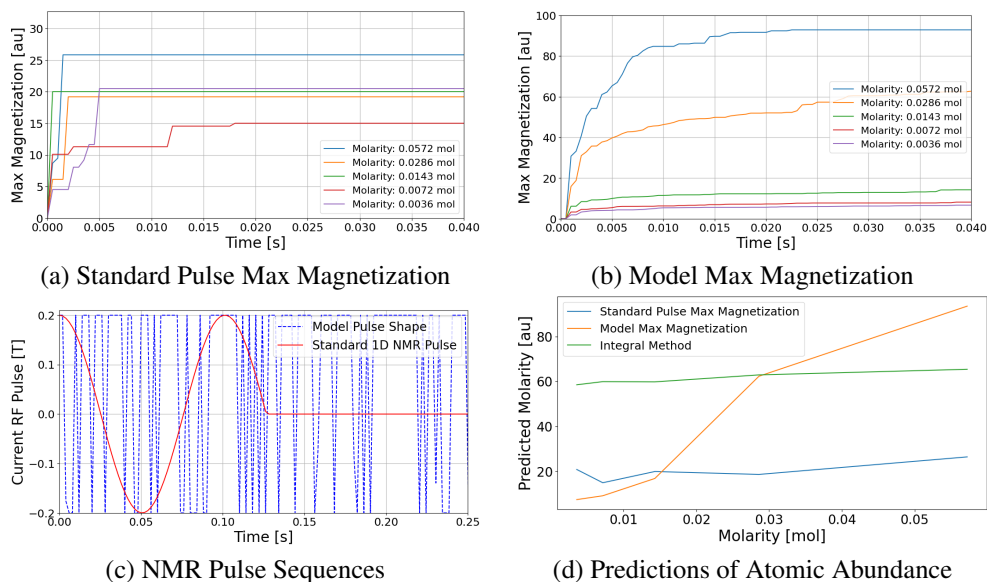 Max Magnetization [au]
30
25
20
15
10
5
0
0.000 0.005 0.010 0.015 0.020 0.025 0.030 0.035 0.040
Time [s]
Molarity: 0.0572 mol
Molarity: 0.0286 mol
Molarity: 0.0143 mol
Molarity: 0.0072 mol
Molarity: 0.0036 mol
(a) Standard Pulse Max Magnetization
Max Magnetization [au]
100
80
60
40
20
0
0.000 0.005 0.010 0.015 0.020 0.025 0.030 0.035 0.040
Time [s]
Molarity: 0.0572 mol
Molarity: 0.0286 mol
Molarity: 0.0143 mol
Molarity: 0.0072 mol
Molarity: 0.0036 mol
(b) Model Max Magnetization
Current RF Pulse [T]
0.2
0.1
0.0
−0.1
−0.2
0.00 0.05 0.10 0.15 0.20 0.25
Time [s]
Model Pulse Shape
Standard 1D NMR Pulse
(c) NMR Pulse Sequences
Predicted Molarity [au]
80
60
40
20
0.01 0.02 0.03 0.04 0.05
Molarity [mol]
Standard Pulse Max Magnetization
Model Max Magnetization
Integral Method
(d) Predictions of Atomic Abundance